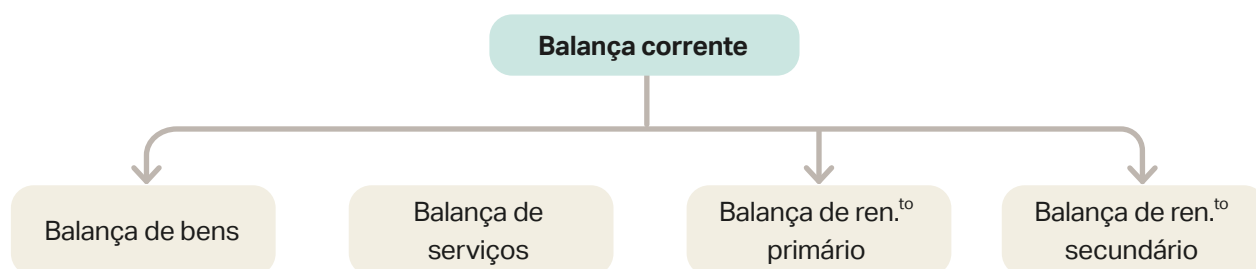 Balança corrente
Balança de bens
Balança de
serviços
Balança de ren.ᵗᵒ
primário
Balança de ren.ᵗᵒ
secundário